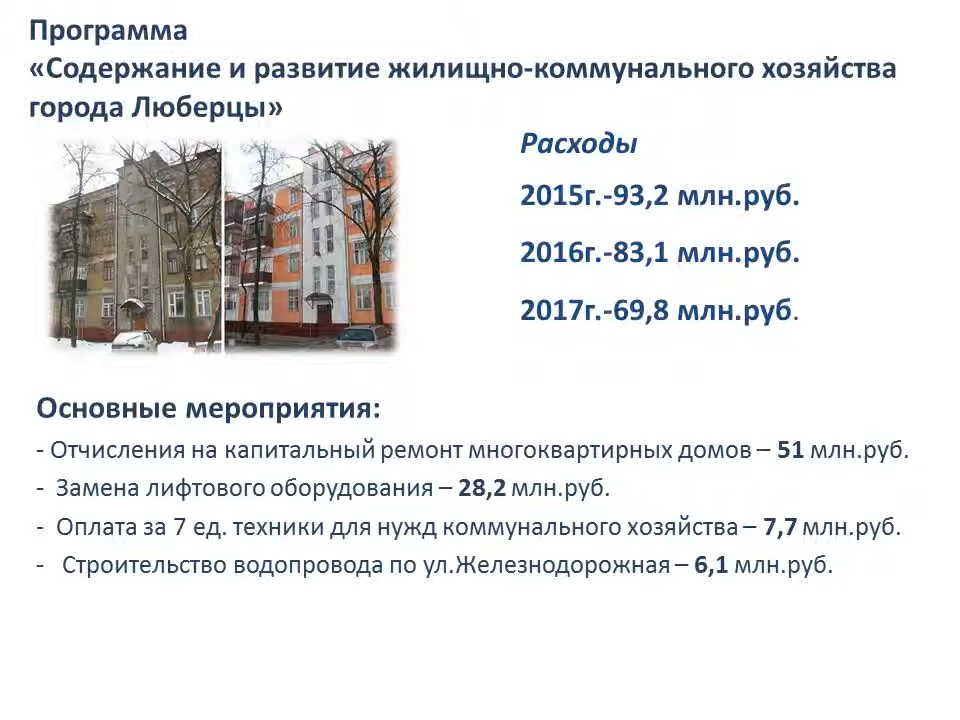 Программа
«Содержание и развитие жилищно-коммунального хозяйства
города Люберцы»
Расходы
2015г.-93,2 млн.руб.
2016г.-83,1 млн.руб.
2017г.-69,8 млн.руб.
Основные мероприятия:
- Отчисления на капитальный ремонт многоквартирных домов – 51 млн.руб.
- Замена лифтового оборудования – 28,2 млн.руб.
- Оплата за 7 ед. техники для нужд коммунального хозяйства – 7,7 млн.руб.
- Строительство водопровода по ул.Железнодорожная – 6,1 млн.руб.